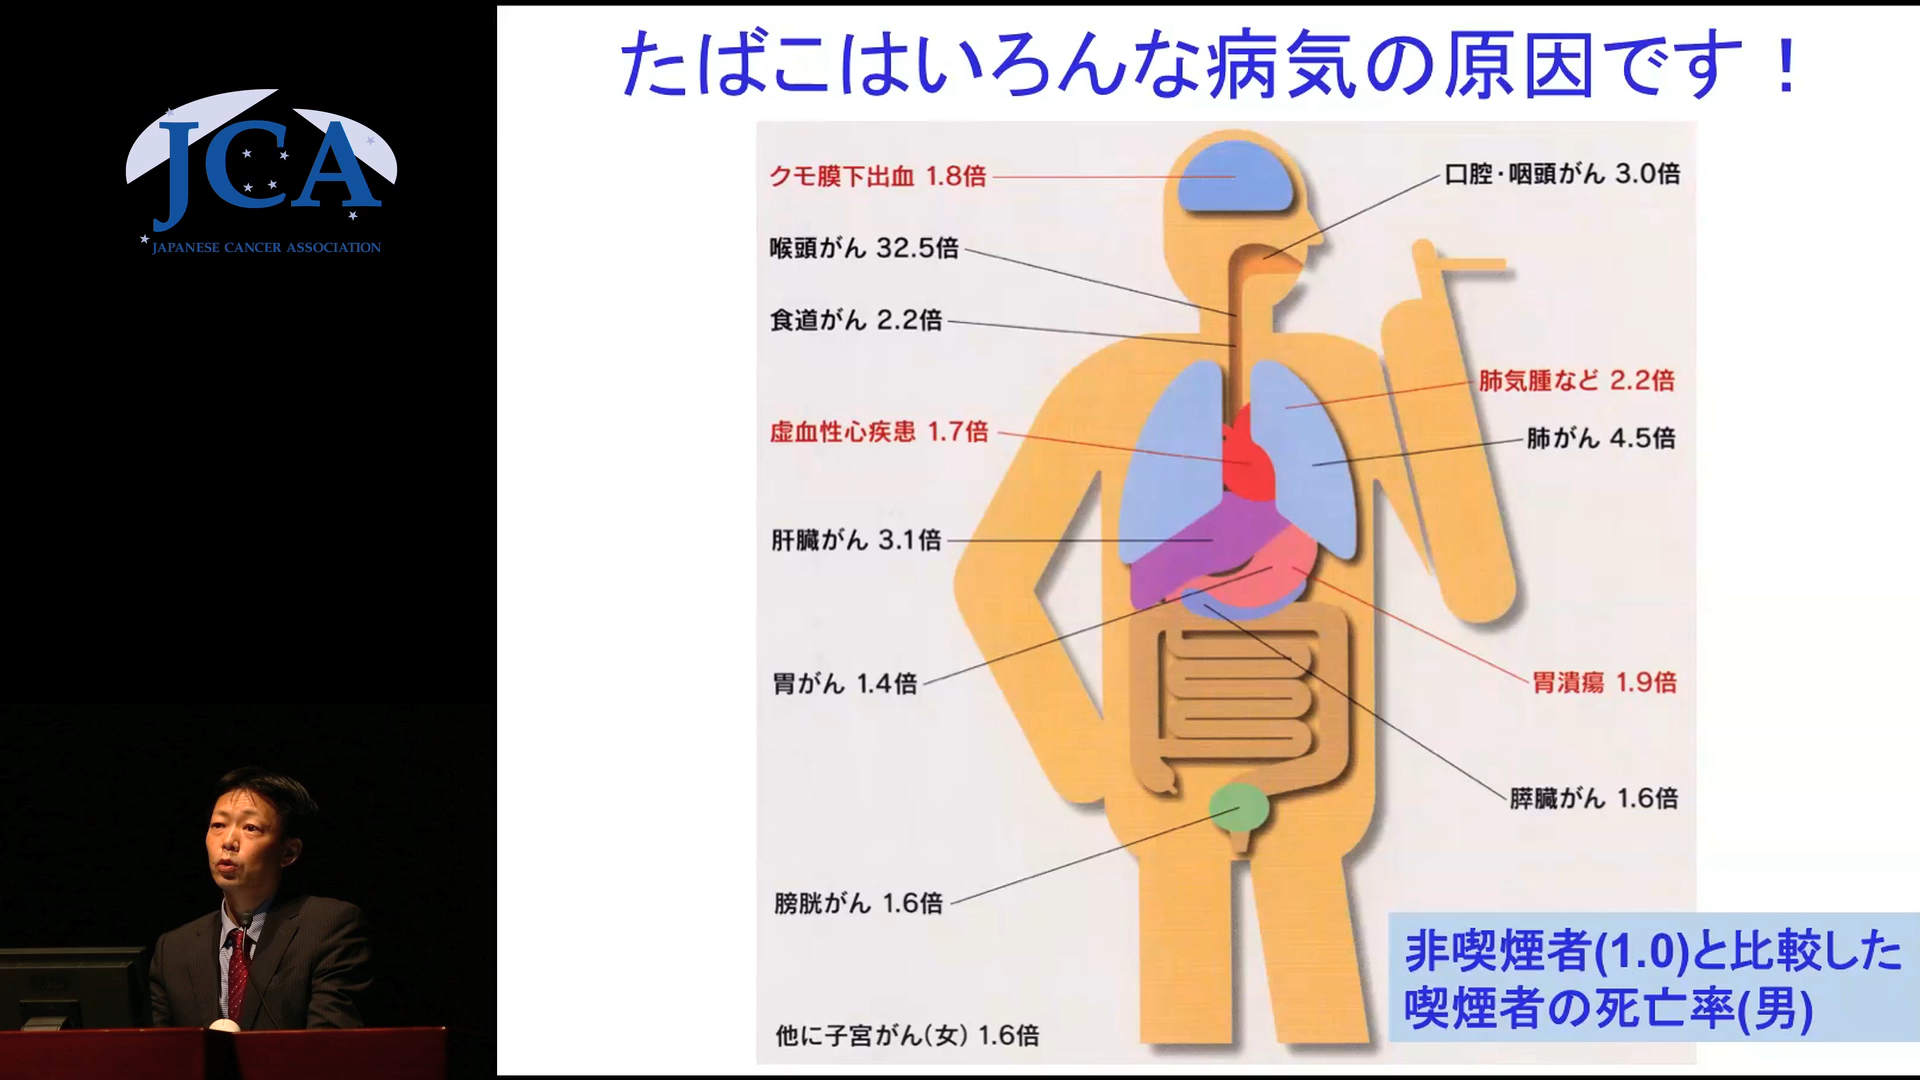 JCA
JAPANESE CANCER ASSOCIATION
たばこはいろんな病気の原因です！
クモ膜下出血 1.8倍
口腔・咽頭がん 3.0倍
喉頭がん 32.5倍
食道がん 2.2倍
肺気腫など 2.2倍
虚血性心疾患 1.7倍
肺がん 4.5倍
肝臓がん 3.1倍
胃がん 1.4倍
胃潰瘍 1.9倍
膵臓がん 1.6倍
膀胱がん 1.6倍
他に子宮がん(女) 1.6倍
非喫煙者(1.0)と比較した
喫煙者の死亡率(男)